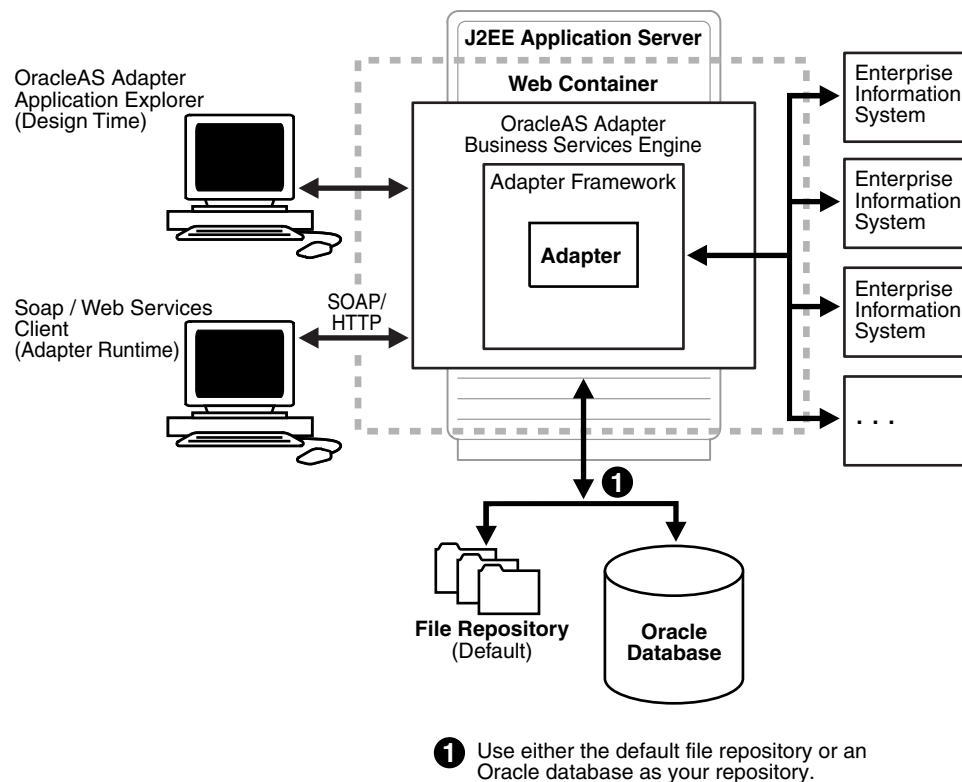 J2EE Application Server
Web Container
OracleAS Adapter
Application Explorer
(Design Time)
OracleAS Adapter
Business Services Engine
Adapter Framework
Adapter
Soap / Web Services
Client
(Adapter Runtime)
SOAP/
HTTP
Enterprise
Information
System
Enterprise
Information
System
Enterprise
Information
System
. . .
1
File Repository
(Default)
Oracle
Database
1 Use either the default file repository or an
Oracle database as your repository.